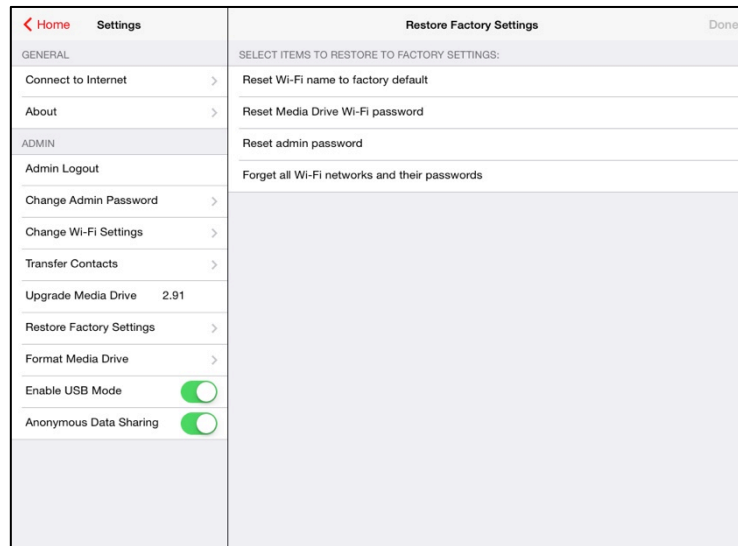 Home
Settings
GENERAL
Connect to Internet
About
ADMIN
Admin Logout
Change Admin Password
Change Wi-Fi Settings
Transfer Contacts
Upgrade Media Drive 2.91
Restore Factory Settings
Format Media Drive
Enable USB Mode
Anonymous Data Sharing
Restore Factory Settings
Done
SELECT ITEMS TO RESTORE TO FACTORY SETTINGS:
Reset Wi-Fi name to factory default
Reset Media Drive Wi-Fi password
Reset admin password
Forget all Wi-Fi networks and their passwords